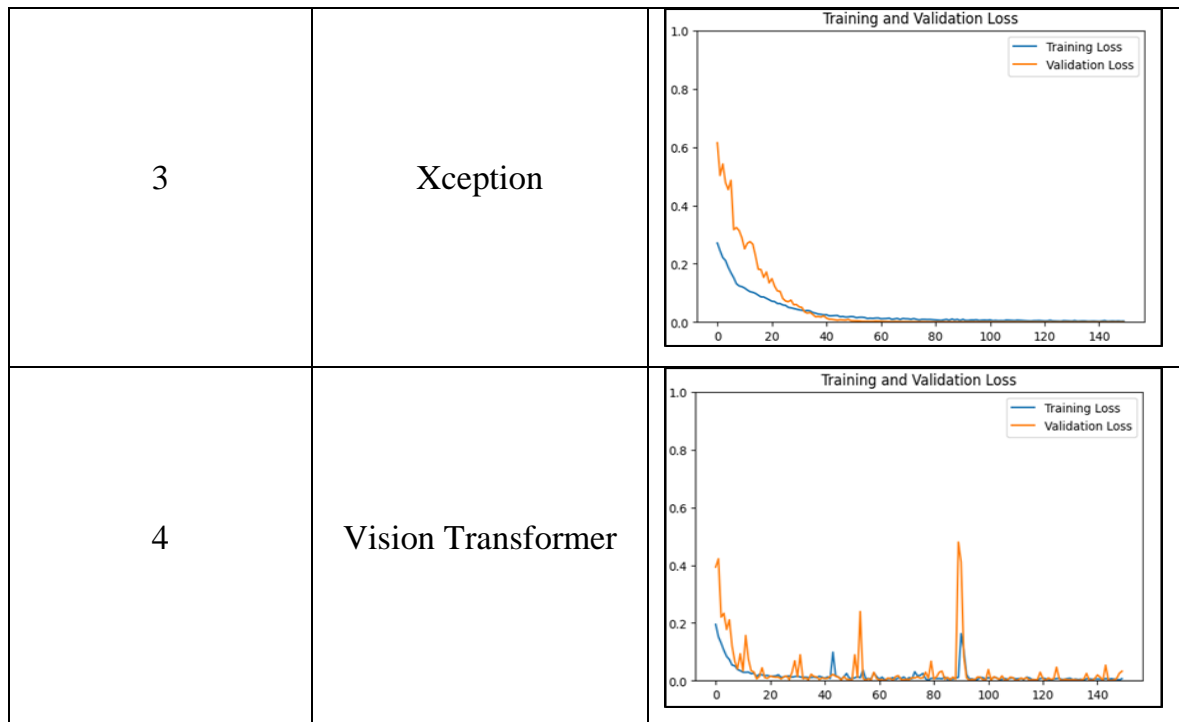 3
Xception
Training and Validation Loss
Training Loss
Validation Loss
1.0
0.8
0.6
0.4
0.2
0.0
0 20 40 60 80 100 120 140
4
Vision Transformer
Training and Validation Loss
Training Loss
Validation Loss
1.0
0.8
0.6
0.4
0.2
0.0
0 20 40 60 80 100 120 140